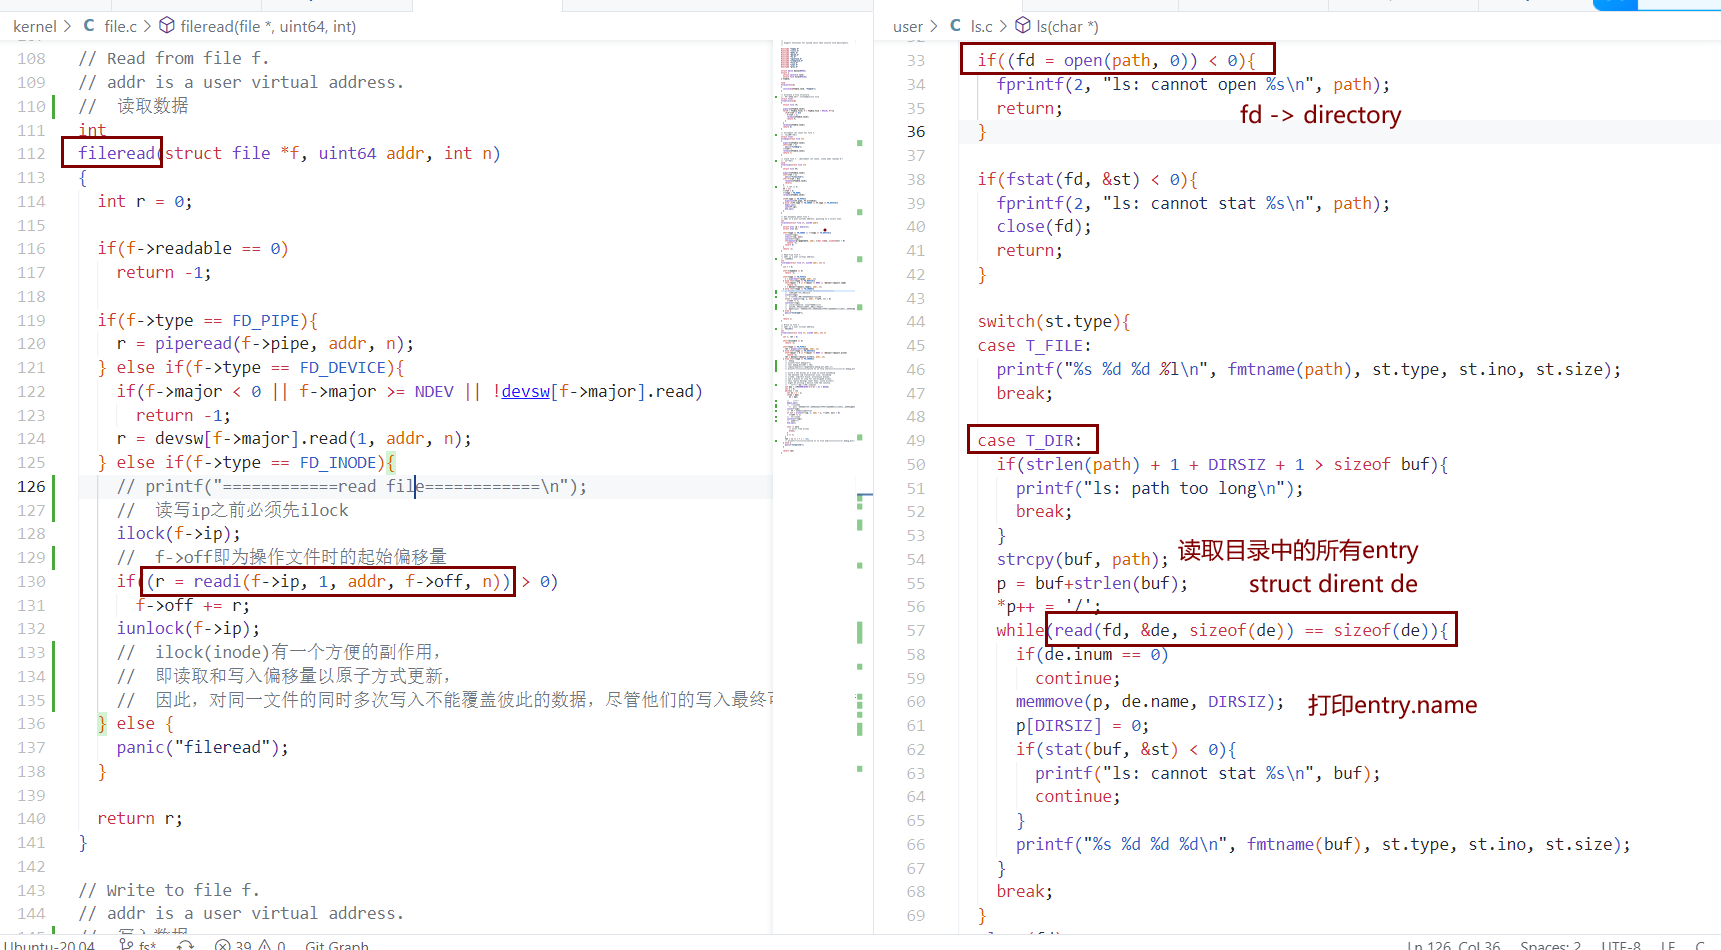 kernel > C file.c > fileread(file *, uint64, int)
108 // Read from file f.
109 // addr is a user virtual address.
110 // 读取数据
111 int
112 fileread(struct file *f, uint64 addr, int n)
113 {
114 int r = 0;
115
116 if(f->readable == 0)
117 return -1;
118
119 if(f->type == FD_PIPE){
120 r = piperead(f->pipe, addr, n);
121 } else if(f->type == FD_DEVICE){
122 if(f->major < 0 || f->major >= NDEV || !devsw[f->major].read)
123 return -1;
124 r = devsw[f->major].read(1, addr, n);
125 } else if(f->type == FD_INODE){
126 // printf("============read file============\n");
127 // 读写ip之前必须先ilock
128 ilock(f->ip);
129 // f->off即为操作文件时的起始偏移量
130 if((r = readi(f->ip, 1, addr, f->off, n)) > 0)
131 f->off += r;
132 iunlock(f->ip);
133 // ilock(inode)有一个方便的副作用，
134 // 即读取和写入偏移量以原子方式更新，
135 // 因此，对同一文件的同时多次写入不能覆盖彼此的数据，尽管他们的写入最终
136 } else {
137 panic("fileread");
138 }
139
140 return r;
141 }
142
143 // Write to file f.
144 // addr is a user virtual address.
user > C ls.c > ls(char *)
33 if((fd = open(path, 0)) < 0){
34 fprintf(2, "ls: cannot open %s\n", path);
35 return;
fd -> directory
36 }
37
38 if(fstat(fd, &st) < 0){
39 fprintf(2, "ls: cannot stat %s\n", path);
40 close(fd);
41 return;
42 }
43
44 switch(st.type){
45 case T_FILE:
46 printf("%s %d %d %l\n", fmtname(path), st.type, st.ino, st.size);
47 break;
48
49 case T_DIR:
50 if(strlen(path) + 1 + DIRSIZ + 1 > sizeof buf){
51 printf("ls: path too long\n");
52 break;
53 }
54 strcpy(buf, path);
读取目录中的所有entry
55 p = buf+strlen(buf);
struct dirent de
56 *p++ = '/';
57 while(read(fd, &de, sizeof(de)) == sizeof(de)){
58 if(de.inum == 0)
59 continue;
60 memmove(p, de.name, DIRSIZ);
打印entry.name
61 p[DIRSIZ] = 0;
62 if(stat(buf, &st) < 0){
63 printf("ls: cannot stat %s\n", buf);
64 continue;
65 }
66 printf("%s %d %d %d\n", fmtname(buf), st.type, st.ino, st.size);
67 }
68 break;
69 }
Ubuntu-20.04 fs* 39 0 Git Graph
Ln 126, Col 36 Spaces: 2 UTF-8 LF C